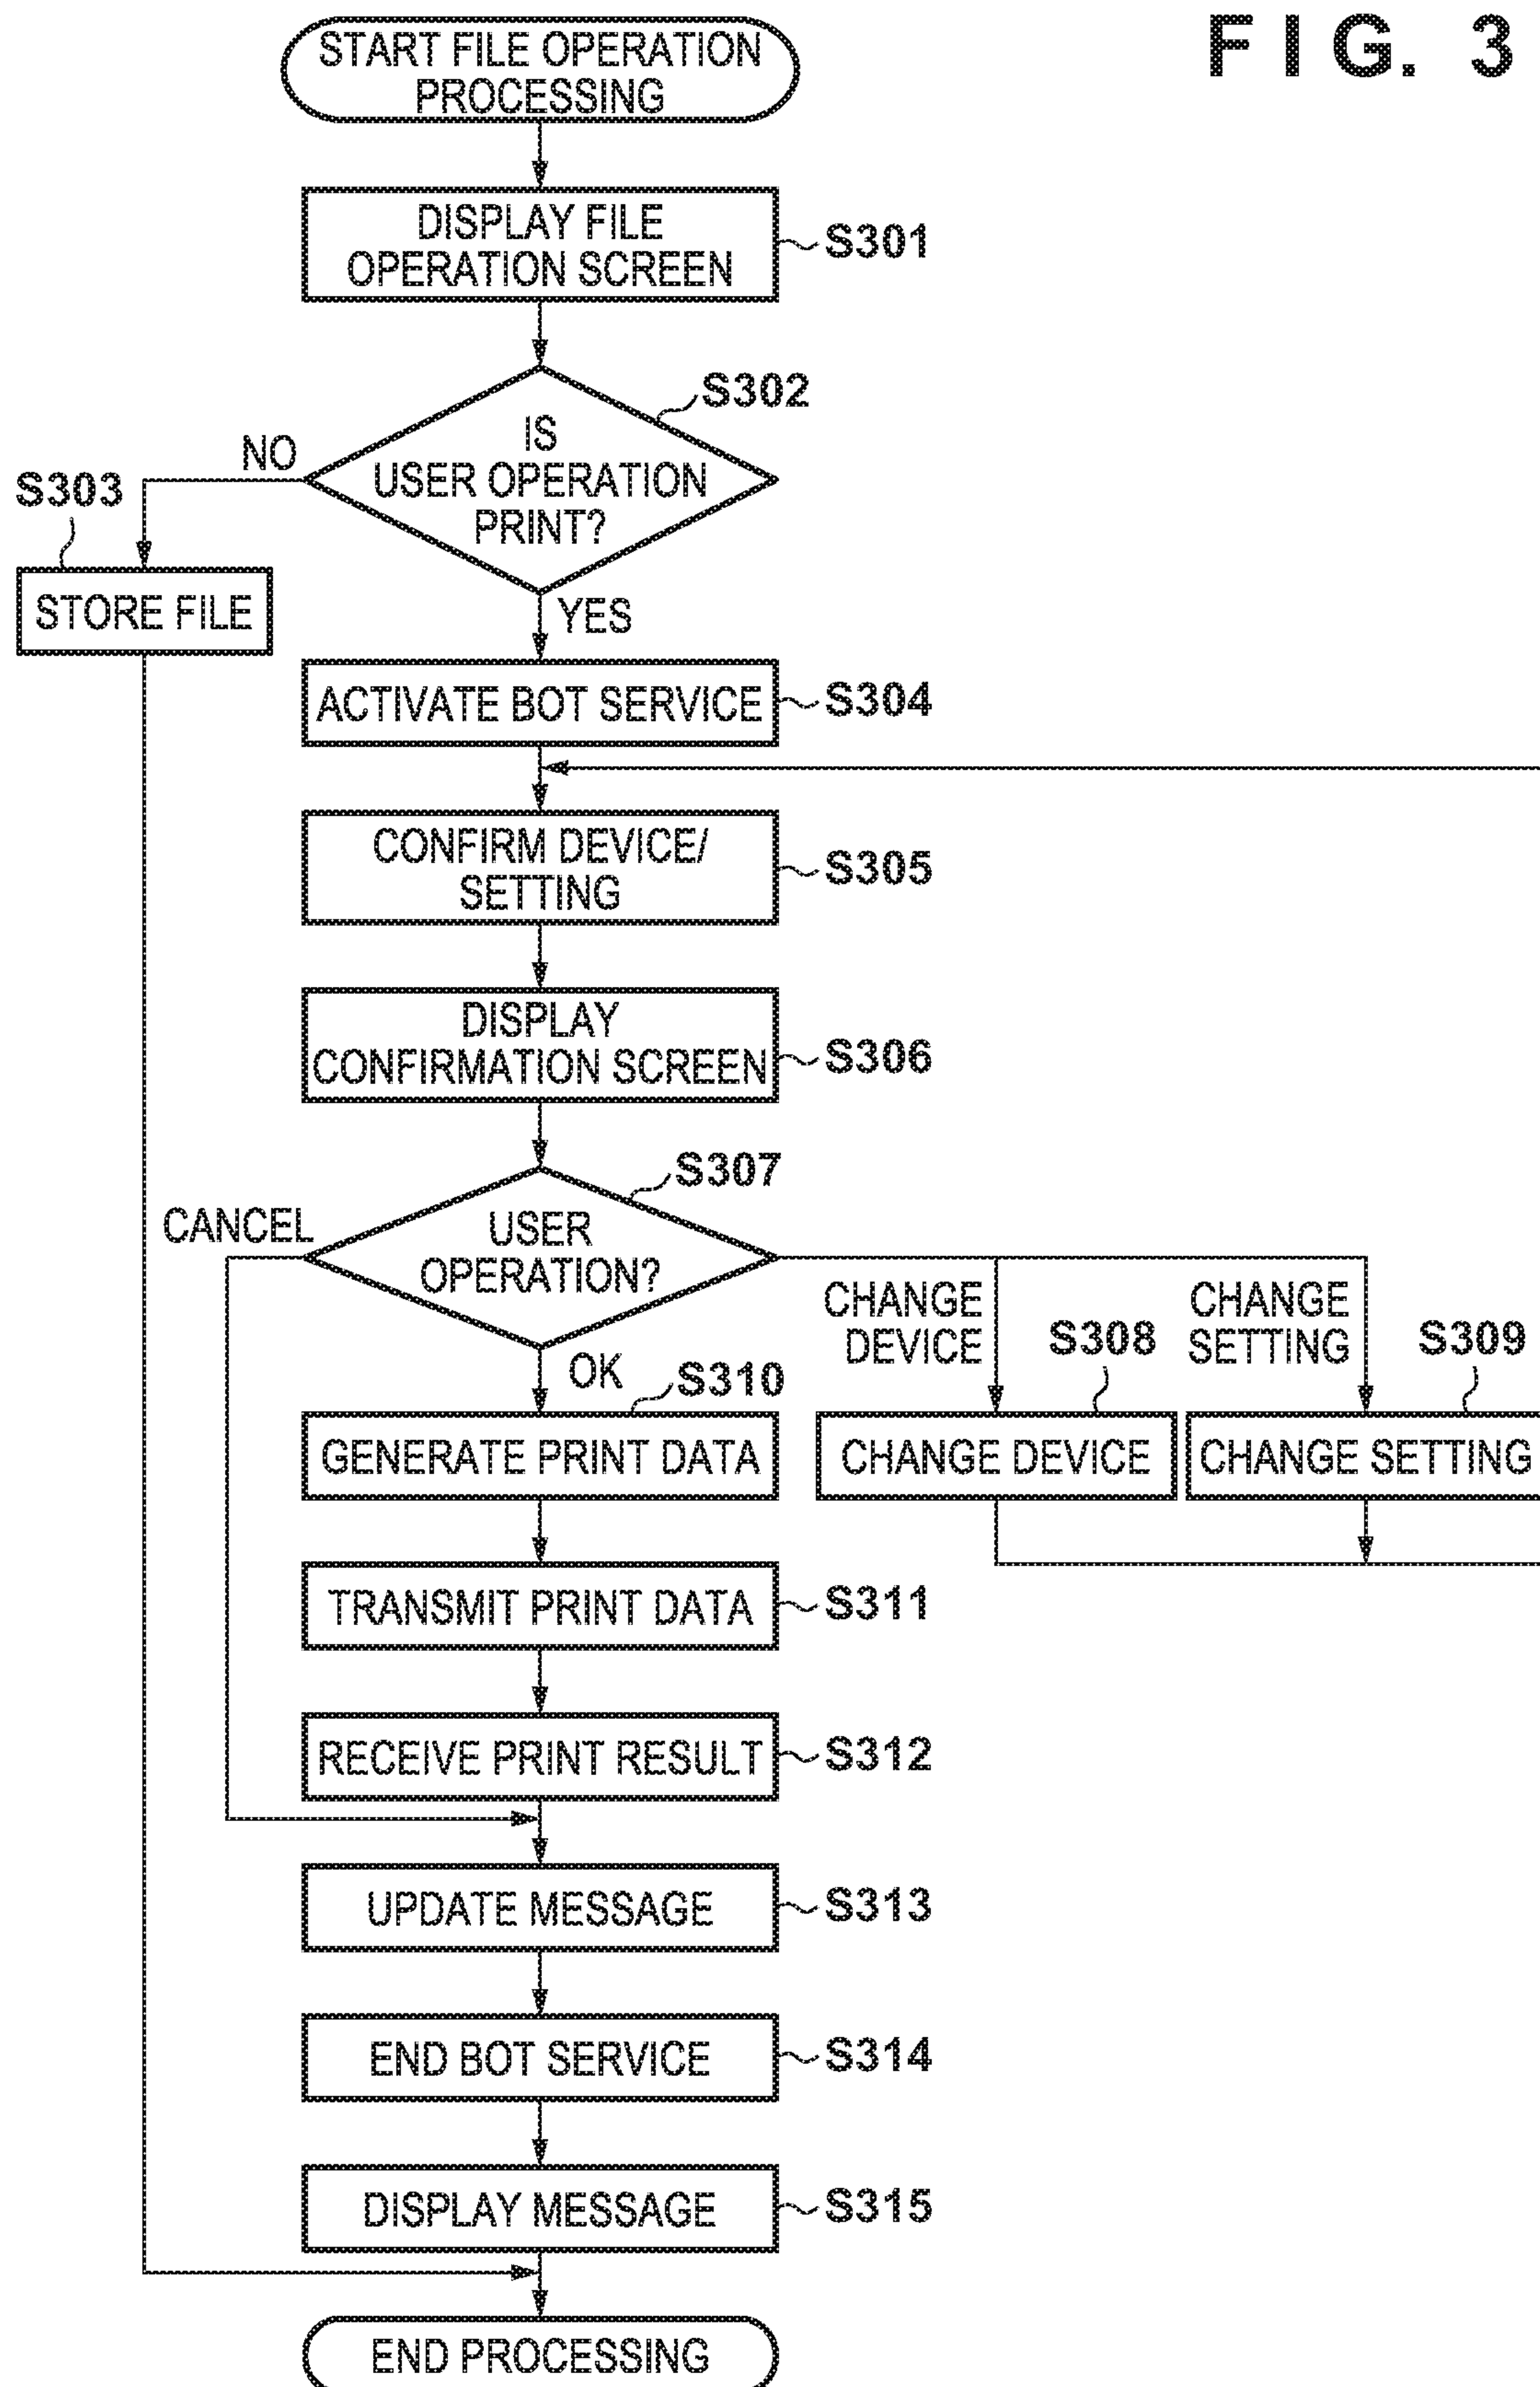 FIG. 3
START FILE OPERATION
PROCESSING
DISPLAY FILE
OPERATION SCREEN
S301
S302
IS
USER OPERATION
PRINT?
NO
S303
STORE FILE
YES
ACTIVATE BOT SERVICE
S304
CONFIRM DEVICE/
SETTING
S305
DISPLAY
CONFIRMATION SCREEN
S306
S307
USER
OPERATION?
CANCEL
CHANGE
DEVICE
S308
CHANGE
SETTING
S309
OK
S310
GENERATE PRINT DATA
CHANGE DEVICE
CHANGE SETTING
TRANSMIT PRINT DATA
S311
RECEIVE PRINT RESULT
S312
UPDATE MESSAGE
S313
END BOT SERVICE
S314
DISPLAY MESSAGE
S315
END PROCESSING